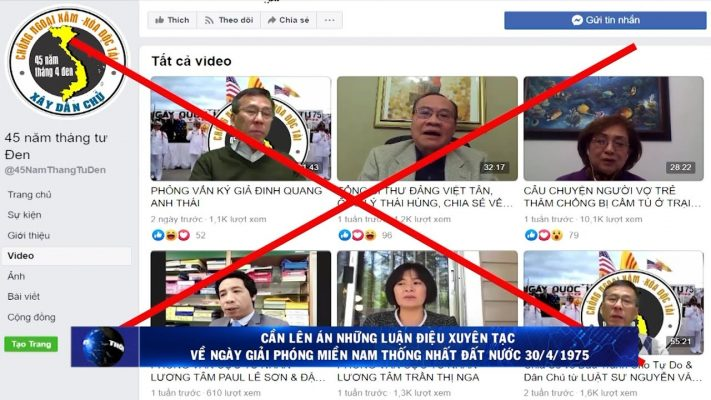 Thích
Theo dõi
Chia sẻ
Gửi tin nhắn
CHỐNG NGOẠI XÂM - XÓA ĐỘC TÀI
45 năm
tháng 4 đen
XÂY DÂN CHỦ
45 năm tháng tư
Đen
@45NamThangTuDen
Trang chủ
Sự kiện
Giới thiệu
Video
Ảnh
Bài viết
Cộng đồng
Tạo Trang
Tất cả video
PHỎNG VẤN KÝ GIẢ ĐINH QUANG
ANH THÁI
2 ngày trước · 1,1K lượt xem
52
32:17
TỔNG BÍ THƯ ĐẢNG VIỆT TÂN,
LÝ THÁI HÙNG, CHIA SẺ VỀ...
1 tuần trước · 1,2K lượt xem
96
28:22
CÂU CHUYỆN NGƯỜI VỢ TRẺ
THĂM CHỒNG BỊ CẦM TÙ Ở TRẠI...
1 tuần trước · 10,1K lượt xem
79
55:21
CẦN LÊN ÁN NHỮNG LUẬN ĐIỆU XUYÊN TẠC
VỀ NGÀY GIẢI PHÓNG MIỀN NAM THỐNG NHẤT ĐẤT NƯỚC 30/4/1975
LƯƠNG TÂM PAUL LÊ SƠN & ĐẶ...
1 tuần trước · 610 lượt xem
LƯƠNG TÂM TRẦN THỊ NGA
1 tuần trước · 1,3K lượt xem
Cho Tự Do &
Dân Chủ từ LUẬT SƯ NGUYỄN VĂ...
1 tuần trước · 1,3K lượt xem